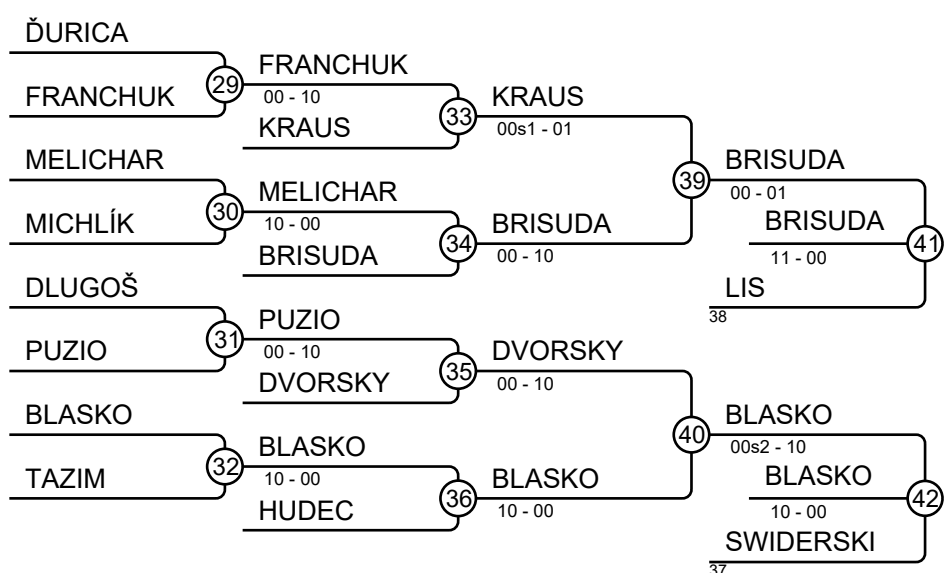 ĎURICA
FRANCHUK
29
FRANCHUK
00 - 10
KRAUS
33
KRAUS
00s1 - 01
MELICHAR
MICHLÍK
30
MELICHAR
10 - 00
BRISUDA
34
BRISUDA
00 - 10
39
BRISUDA
00 - 01
BRISUDA
11 - 00
41
LIS
38
DLUGOŠ
PUZIO
31
PUZIO
00 - 10
DVORSKY
35
DVORSKY
00 - 10
BLASKO
TAZIM
32
BLASKO
10 - 00
HUDEC
36
BLASKO
10 - 00
40
BLASKO
00s2 - 10
BLASKO
10 - 00
42
SWIDERSKI
37